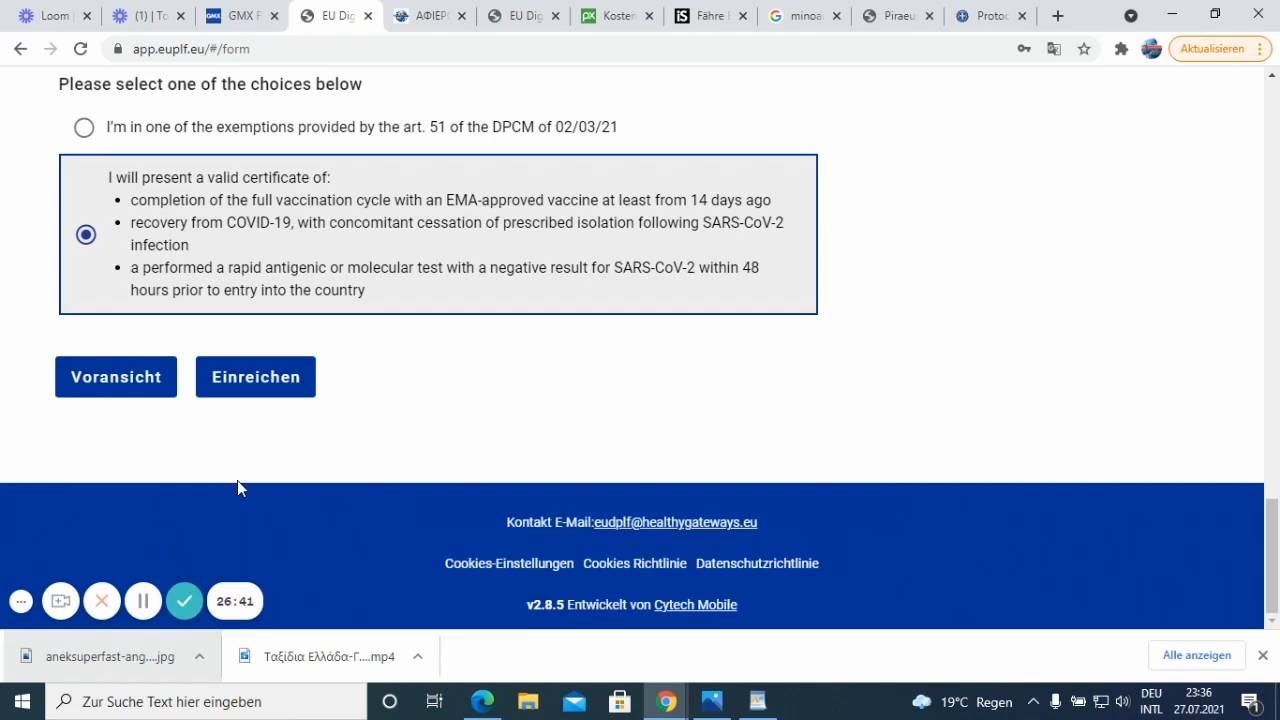 Loom
(1) | To
GMX F
EU Dig
ΑΦΙΕΡΩ
EU Dig
Kosten
Fähre
minoa
Piraeu
Protoc
app.euplf.eu/#/form
Aktualisieren
Please select one of the choices below
I'm in one of the exemptions provided by the art. 51 of the DPCM of 02/03/21
I will present a valid certificate of:
• completion of the full vaccination cycle with an EMA-approved vaccine at least from 14 days ago
• recovery from COVID-19, with concomitant cessation of prescribed isolation following SARS-CoV-2
infection
• a performed a rapid antigenic or molecular test with a negative result for SARS-CoV-2 within 48
hours prior to entry into the country
Voransicht
Einreichen
Kontakt E-Mail:eudplf@healthygateways.eu
Cookies-Einstellungen Cookies Richtlinie Datenschutzrichtlinie
v2.8.5 Entwickelt von Cytech Mobile
26:41
aneksuperfast-ang....jpg
Ταξίδια Ελλάδα-Γ....mp4
Alle anzeigen
Zur Suche Text hier eingeben
19°C Regen
DEU
INTL
23:36
27.07.2021